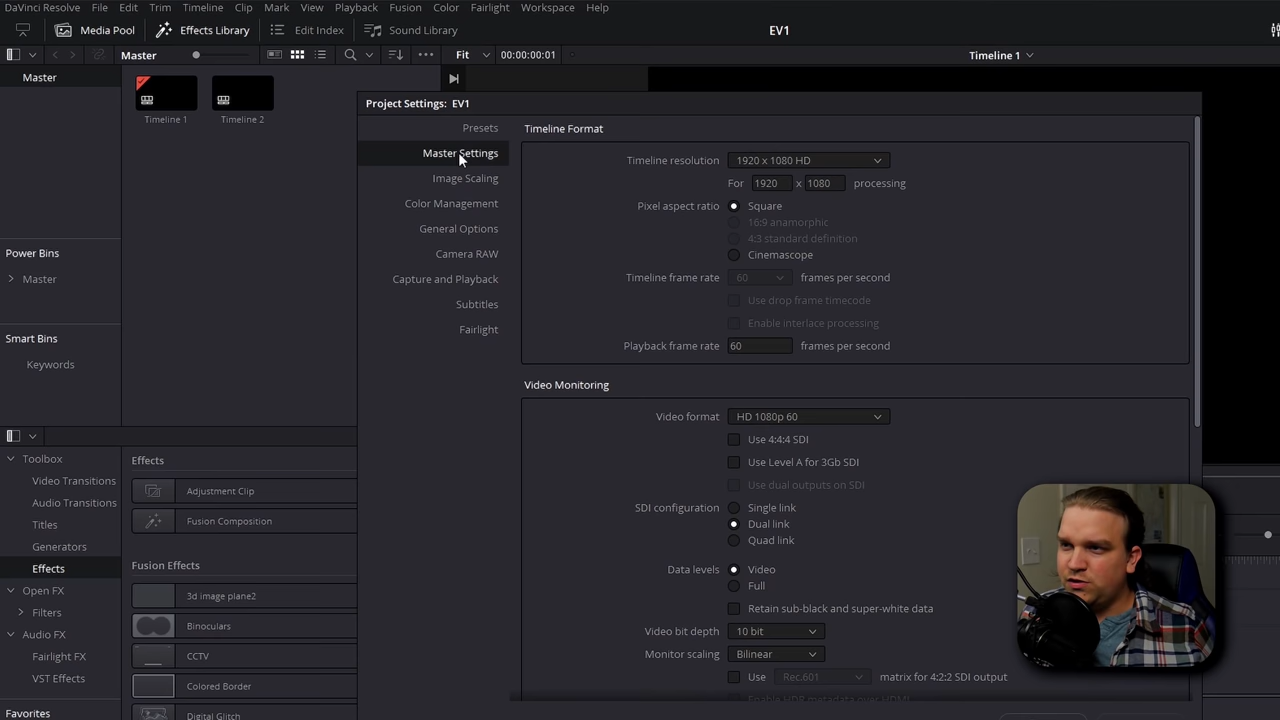 DaVinci Resolve File Edit Trim Timeline Clip Mark View Playback Fusion Color Fairlight Workspace Help
Media Pool Effects Library Edit Index Sound Library EV1
Master Fit 00:00:00:01 Timeline 1
Master
Timeline 1 Timeline 2
Power Bins
Master
Smart Bins
Keywords
Project Settings: EV1
Presets
Master Settings
Image Scaling
Color Management
General Options
Camera RAW
Capture and Playback
Subtitles
Fairlight
Timeline Format
Timeline resolution 1920 x 1080 HD
For 1920 x 1080 processing
Pixel aspect ratio Square
16:9 anamorphic
4:3 standard definition
Cinemascope
Timeline frame rate 60 frames per second
Use drop frame timecode
Enable interlace processing
Playback frame rate 60 frames per second
Video Monitoring
Video format HD 1080p 60
Use 4:4:4 SDI
Use Level A for 3Gb SDI
Use dual outputs on SDI
SDI configuration Single link
Dual link
Quad link
Data levels Video
Full
Retain sub-black and super-white data
Video bit depth 10 bit
Monitor scaling Bilinear
Use Rec.601 matrix for 4:2:2 SDI output
Enable HDR metadata over HDMI
Toolbox
Video Transitions
Audio Transitions
Titles
Generators
Effects
Open FX
Filters
Audio FX
Fairlight FX
VST Effects
Favorites
Effects
Adjustment Clip
Fusion Composition
Fusion Effects
3d image plane2
Binoculars
CCTV
Colored Border
Digital Glitch